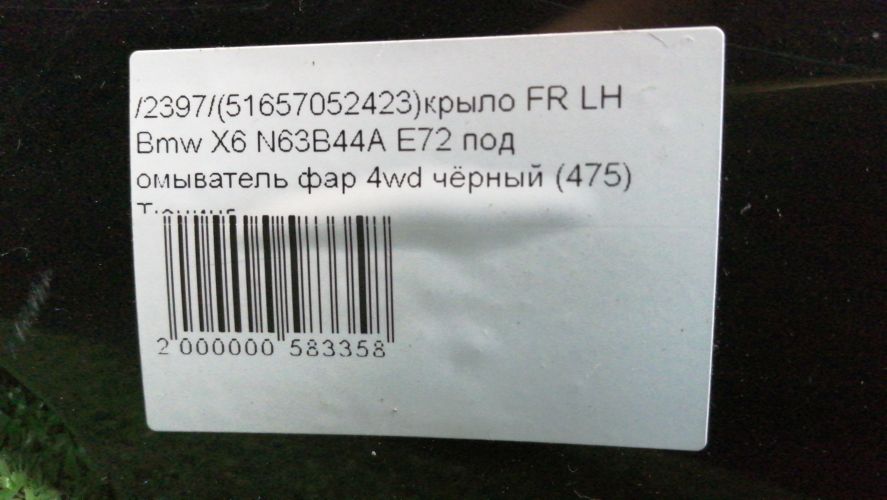 /2397/(51657052423)крыло FR LH
Bmw X6 N63B44A E72 под
омыватель фар 4wd чёрный (475)
2 000000 583358